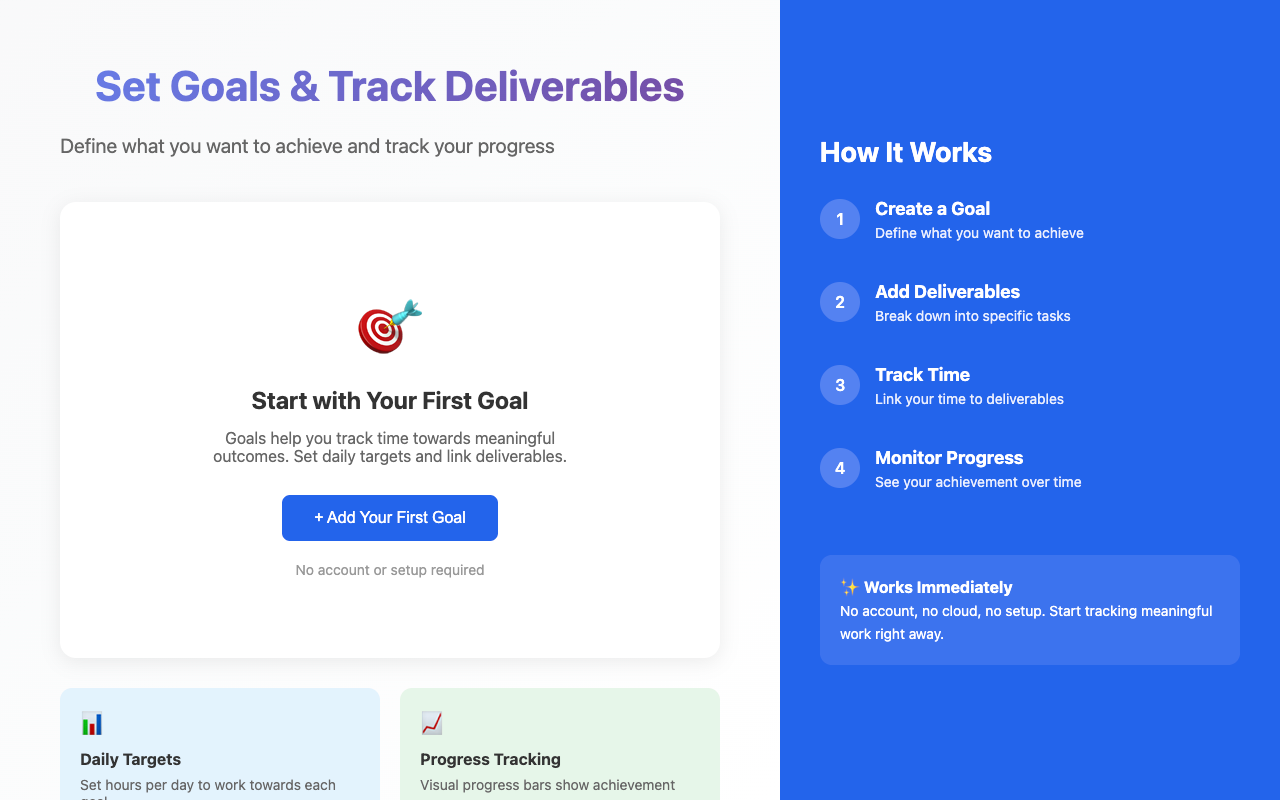 Set Goals & Track Deliverables
Define what you want to achieve and track your progress
Start with Your First Goal
Goals help you track time towards meaningful
outcomes. Set daily targets and link deliverables.
+ Add Your First Goal
No account or setup required
Daily Targets
Set hours per day to work towards each
Progress Tracking
Visual progress bars show achievement
How It Works
1
Create a Goal
Define what you want to achieve
2
Add Deliverables
Break down into specific tasks
3
Track Time
Link your time to deliverables
4
Monitor Progress
See your achievement over time
✨ Works Immediately
No account, no cloud, no setup. Start tracking meaningful
work right away.